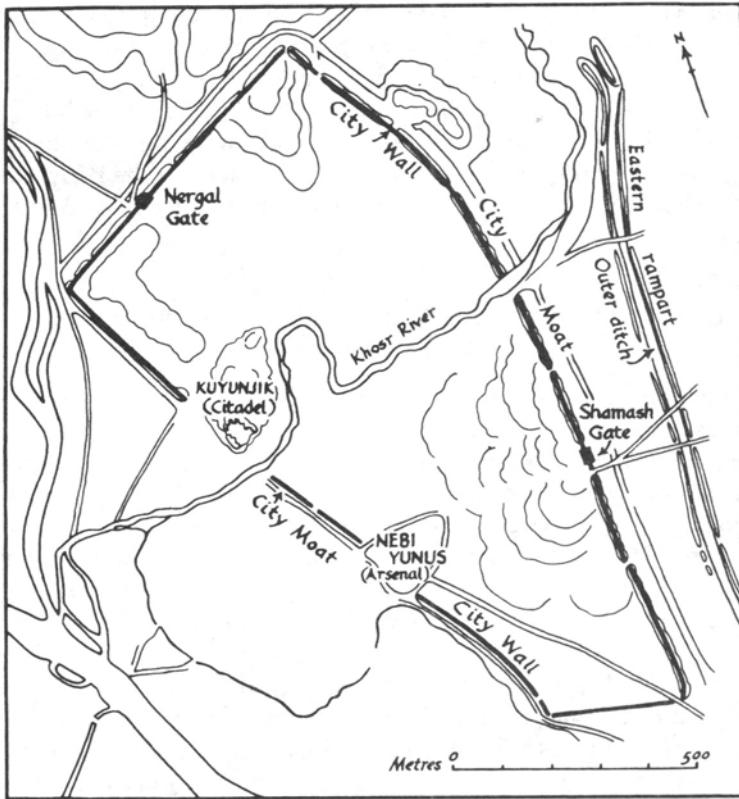 N
City Wall
Nergal
Gate
City
Moat
Eastern
rampart
Outer ditch
Khosr River
KUYUNJIK
(Citadel)
Shamash
Gate
City Moat
NEBI
YUNUS
(Arsenal)
City Wall
Metres 0 500